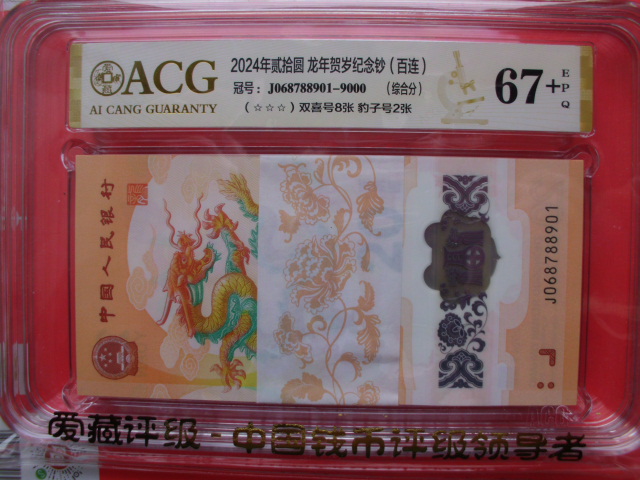 ACG
AI CANG GUARANTY
2024年贰拾圆 龙年贺岁纪念钞（百连）
冠号：J068788901-9000 （综合分）
（☆☆☆）双喜号8张 豹子号2张
67+
EPQ
中国人民银行
J068788901
爱藏评级·中国钱币评级领导者